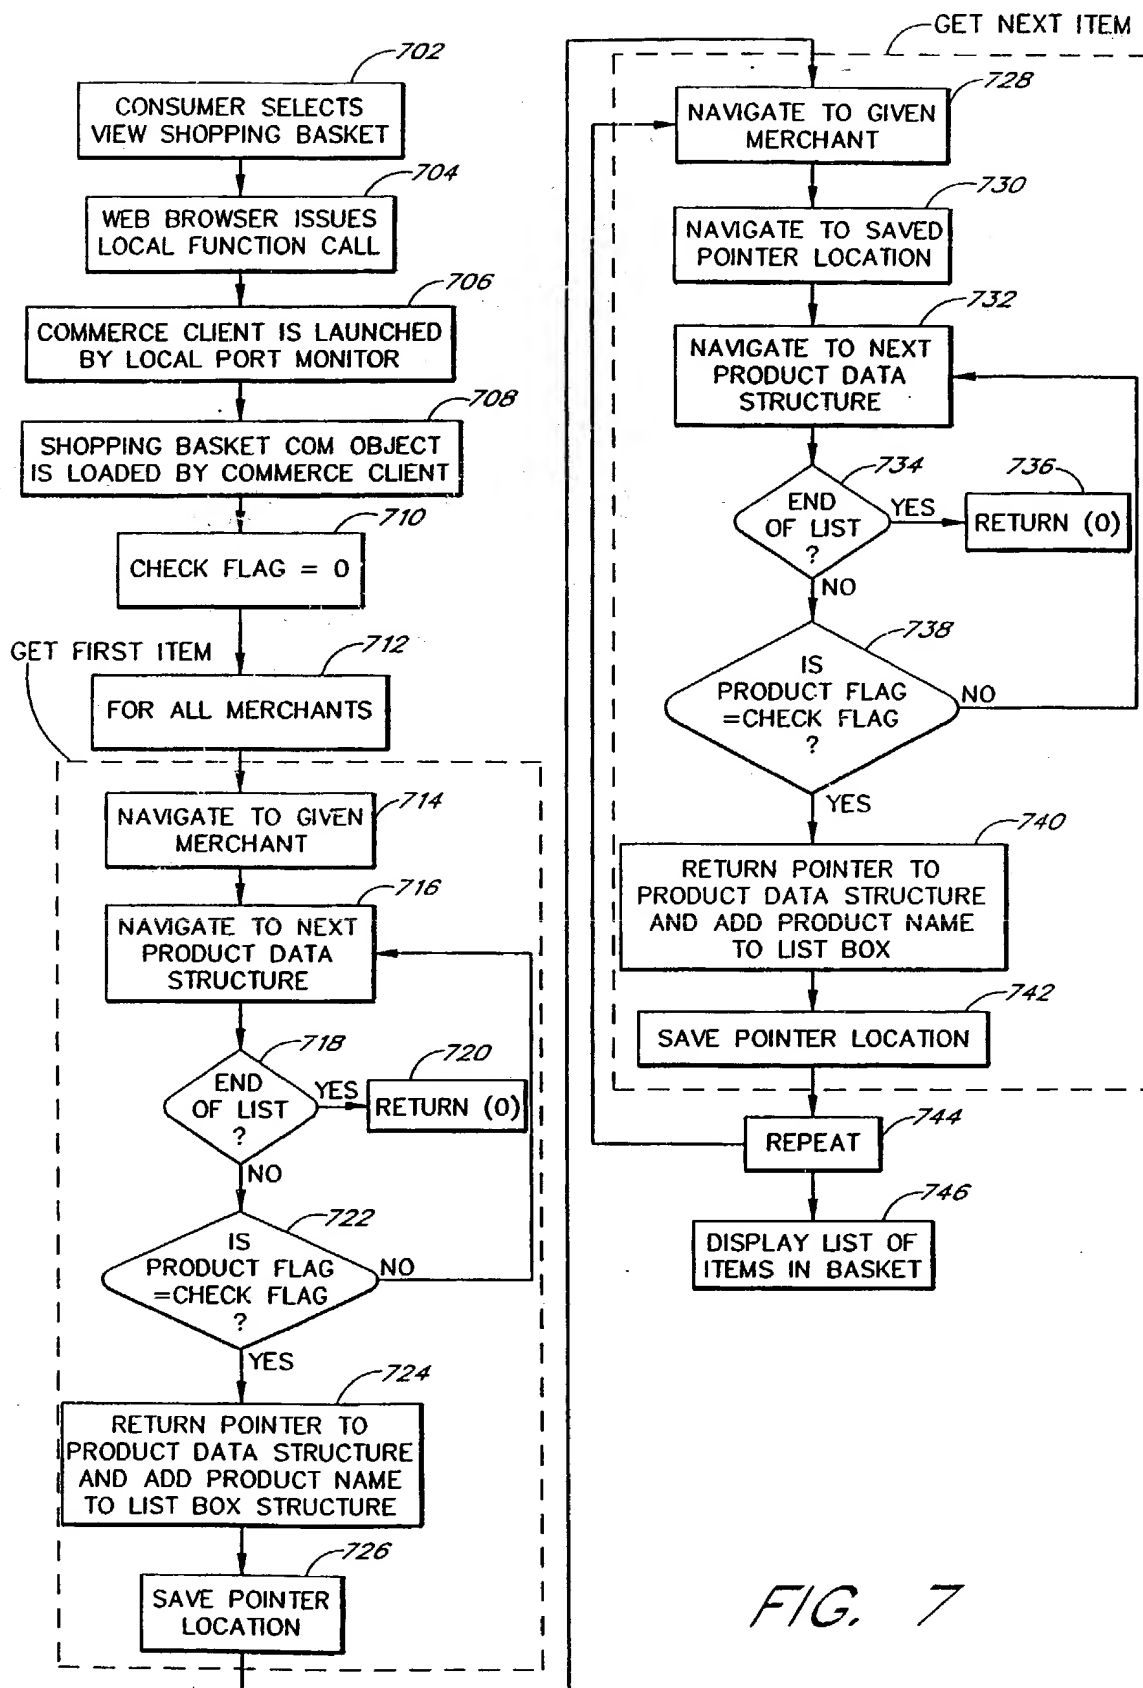 702
CONSUMER SELECTS
VIEW SHOPPING BASKET
704
WEB BROWSER ISSUES
LOCAL FUNCTION CALL
706
COMMERCE CLIENT IS LAUNCHED
BY LOCAL PORT MONITOR
708
SHOPPING BASKET COM OBJECT
IS LOADED BY COMMERCE CLIENT
710
CHECK FLAG = 0
GET FIRST ITEM
712
FOR ALL MERCHANTS
714
NAVIGATE TO GIVEN
MERCHANT
716
NAVIGATE TO NEXT
PRODUCT DATA
STRUCTURE
718
END
OF LIST
?
YES
720
RETURN (0)
NO
722
IS
PRODUCT FLAG
=CHECK FLAG
?
NO
YES
724
RETURN POINTER TO
PRODUCT DATA STRUCTURE
AND ADD PRODUCT NAME
TO LIST BOX STRUCTURE
726
SAVE POINTER
LOCATION
GET NEXT ITEM
728
NAVIGATE TO GIVEN
MERCHANT
730
NAVIGATE TO SAVED
POINTER LOCATION
732
NAVIGATE TO NEXT
PRODUCT DATA
STRUCTURE
734
END
OF LIST
?
YES
736
RETURN (0)
NO
738
IS
PRODUCT FLAG
=CHECK FLAG
?
NO
YES
740
RETURN POINTER TO
PRODUCT DATA STRUCTURE
AND ADD PRODUCT NAME
TO LIST BOX
742
SAVE POINTER LOCATION
744
REPEAT
746
DISPLAY LIST OF
ITEMS IN BASKET
FIG. 7